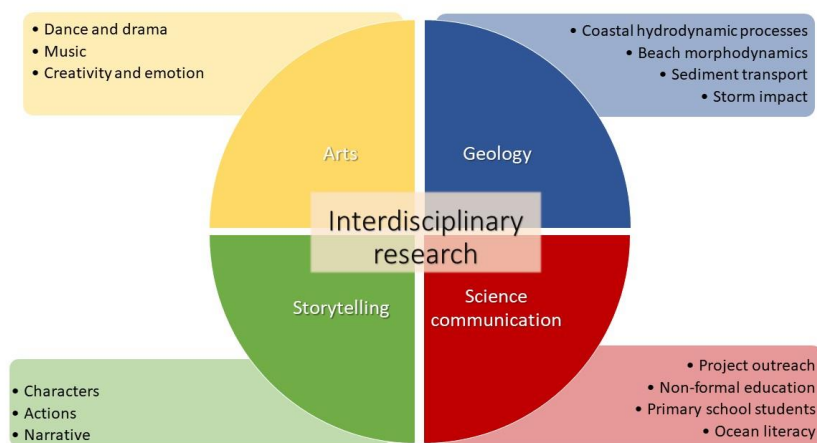 • Dance and drama
• Music
• Creativity and emotion
• Coastal hydrodynamic processes
• Beach morphodynamics
• Sediment transport
• Storm impact
Arts
Geology
Interdisciplinary
research
Storytelling
Science
communication
• Characters
• Actions
• Narrative
• Project outreach
• Non-formal education
• Primary school students
• Ocean literacy